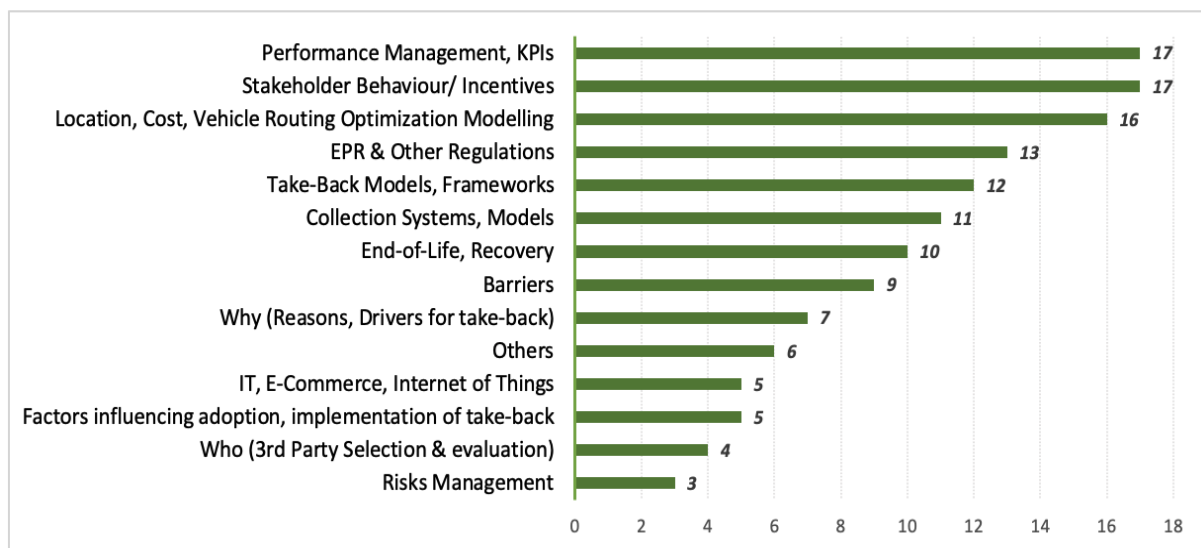 Performance Management, KPIs 17
Stakeholder Behaviour/ Incentives 17
Location, Cost, Vehicle Routing Optimization Modelling 16
EPR & Other Regulations 13
Take-Back Models, Frameworks 12
Collection Systems, Models 11
End-of-Life, Recovery 10
Barriers 9
Why (Reasons, Drivers for take-back) 7
Others 6
IT, E-Commerce, Internet of Things 5
Factors influencing adoption, implementation of take-back 5
Who (3rd Party Selection & evaluation) 4
Risks Management 3
0 2 4 6 8 10 12 14 16 18